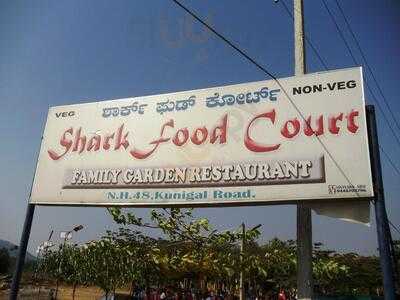 VEG
ಶಾರ್ಕ್ ಫುಡ್ ಕೋರ್ಟ್
NON-VEG
Shark Food Court
FAMILY GARDEN RESTAURANT
N.H.48, Kunigal Road.